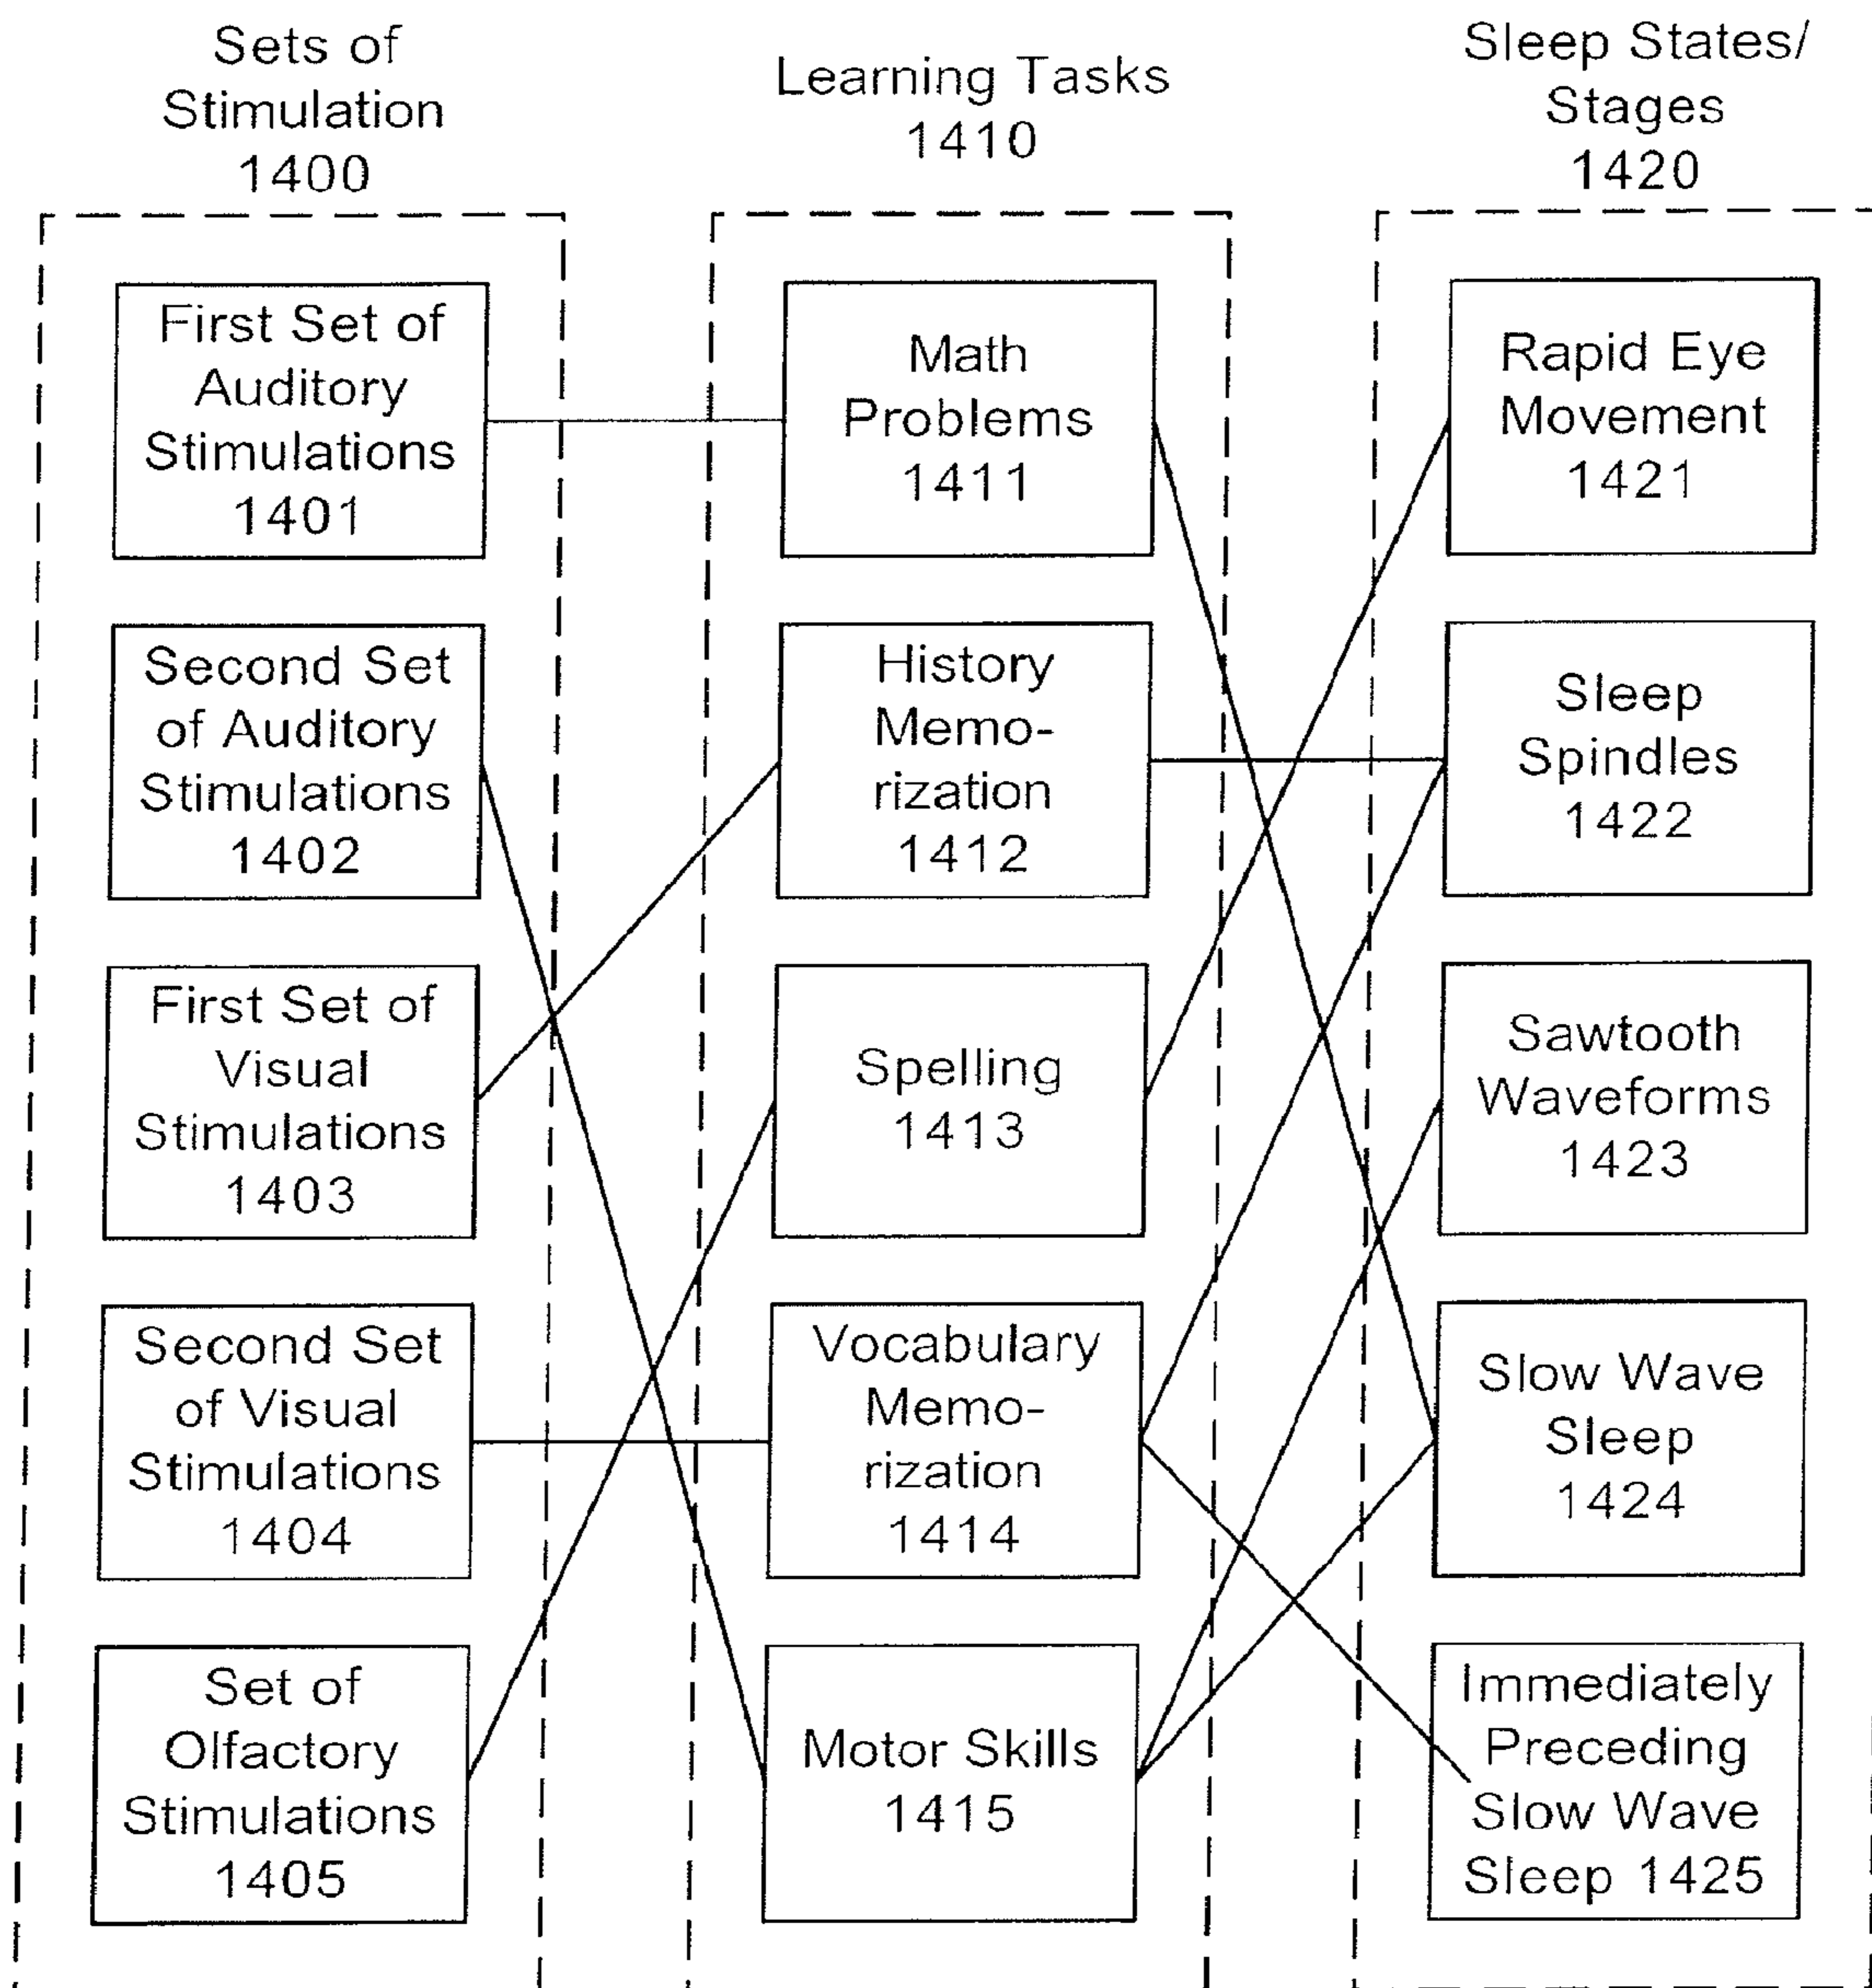 Sets of
Stimulation
1400
Learning Tasks
1410
Sleep States/
Stages
1420
First Set of
Auditory
Stimulations
1401
Second Set
of Auditory
Stimulations
1402
First Set of
Visual
Stimulations
1403
Second Set
of Visual
Stimulations
1404
Set of
Olfactory
Stimulations
1405
Math
Problems
1411
History
Memo-
rization
1412
Spelling
1413
Vocabulary
Memo-
rization
1414
Motor Skills
1415
Rapid Eye
Movement
1421
Sleep
Spindles
1422
Sawtooth
Waveforms
1423
Slow Wave
Sleep
1424
Immediately
Preceding
Slow Wave
Sleep 1425